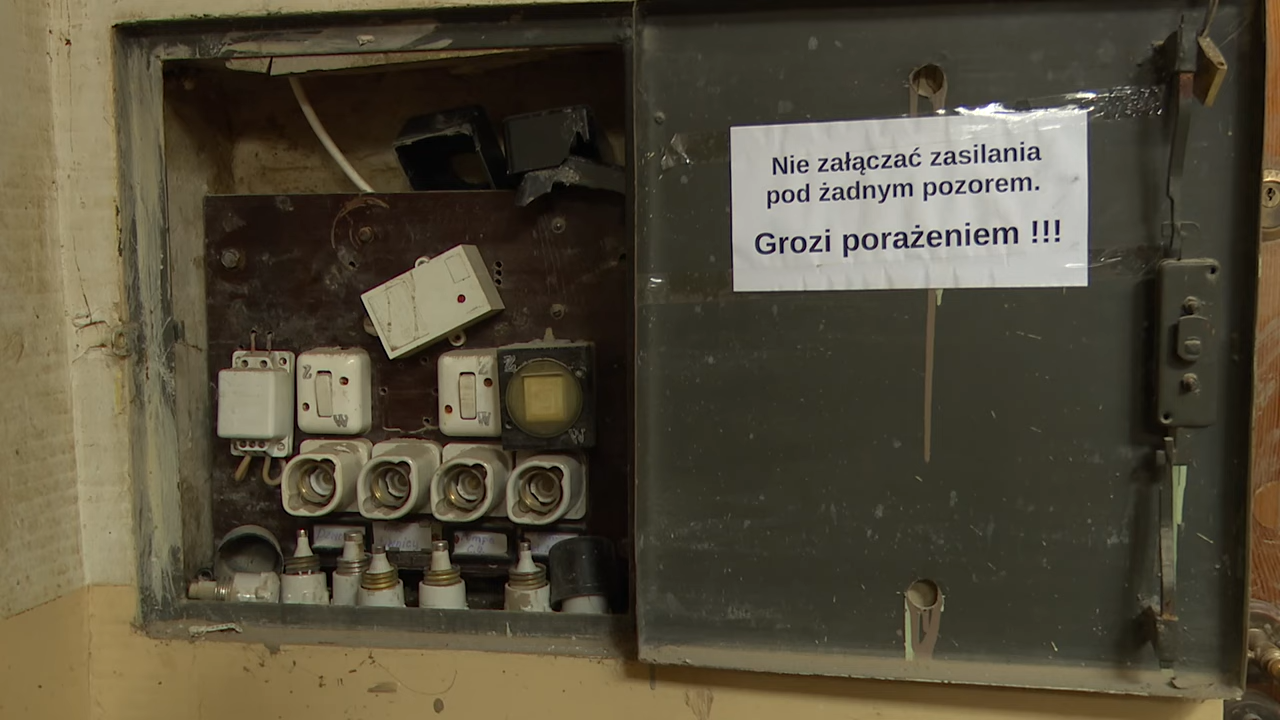 Nie załączać zasilania
pod żadnym pozorem.
Grozi porażeniem !!!
Z
W
Z
W
Z
W